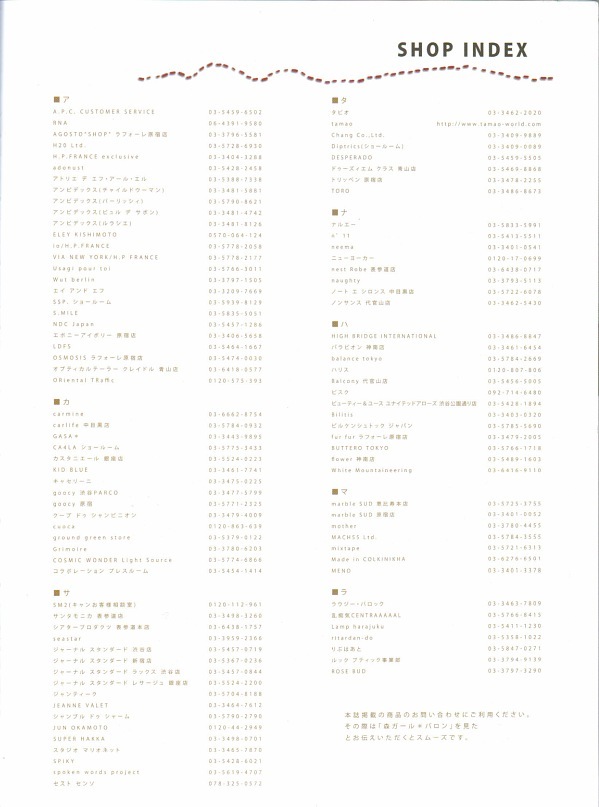 SHOP INDEX
■ ア
A.P.C. CUSTOMER SERVICE 03-5459-6502
RNA 06-4391-9580
AGOSTO"SHOP" ラフォーレ原宿店 03-5796-5581
H20 Ltd. 03-5728-6930
H.P.FRANCE exclusive 03-3404-3288
adonust 03-5428-2458
アトリエ デ エフ・アール・エル
アンビデックス(チャイルドウーマン) 03-3481-5881
アンビデックス(バーリッシィ) 03-5790-8621
アンビデックス(ビュル デ サボン) 03-3481-4742
アンビデックス(ルラシエ) 03-3481-8126
ELEY KISHIMOTO 0570-064-124
io/H.P.FRANCE 03-5778-2058
VIA NEW YORK/H.P FRANCE 03-5778-2177
Usagi pour toi 03-5766-3011
Wut berlin 03-3797-1505
エイ アンド エフ 03-3209-7669
SSP. ショールーム 03-5939-8129
S.MILE 03-5835-5051
NDC Japan 03-5457-1286
エボニーアイボリー 原宿店 03-3406-5658
LDFS 03-5464-1667
OSMOSIS ラフォーレ原宿店 03-5474-0030
オプティカルテーラー クレイドル 青山店 03-6418-0577
ORiental TRaffic 0120-575-393
■ カ
carmine 03-6662-8754
carlife 中目黒店 03-5784-0932
GASA＊ 03-3443-9895
CA4LA ショールーム 03-5775-3433
カスタニエール 銀座店 03-5524-0223
KID BLUE 03-3461-7741
キャセリーニ 03-3475-0225
goocy 渋谷PARCO 03-3477-5799
goocy 原宿 03-5771-2325
クープ ドゥ シャンピニオン 03-3479-4009
cuoca 0120-863-639
ground green store 03-5379-0122
Grimoire 03-3780-6203
COSMIC WONDER Light Source 03-5774-6866
コラボレーション プレスルーム 03-5454-1414
■ サ
SM2(キャンお客様相談室) 0120-112-961
サンタモニカ 表参道店 03-3498-3260
シアタープロダクツ 表参道本店 03-6438-1757
seastar 03-3959-2366
ジャーナル スタンダード 渋谷店 03-5457-0719
ジャーナル スタンダード 新宿店 03-5367-0236
ジャーナル スタンダード ラックス 渋谷店 03-5457-0844
ジャーナル スタンダード レサージュ 銀座店 03-5524-2200
ジャンティーク 03-5704-8188
JEANNE VALET 03-3464-7612
シャンブル ドゥ シャーム 03-3790-2790
JUN OKAMOTO 0120-44-2949
SUPER HAKKA 03-3498-0701
スタジオ マリオネット 03-3463-7870
SPIKY 03-5428-6021
spoken words project 03-5619-4707
セスト センソ 078-325-0572
■ タ
タピオ 03-3462-2020
tamao http://www.tamao-world.com
Chang Co.,Ltd. 03-3409-9889
Diptrics(ショールーム) 03-3409-0089
DESPERADO 03-5459-3505
ドゥーズィエム クラス 青山店 03-5469-8868
トリッペン 原宿店 03-3478-2255
TORO 03-3486-8673
■ ナ
アルエー 03-5833-5991
n°11 03-5413-5511
neema 03-3401-0541
ニューヨーカー 0120-17-0699
nest Robe 表参道店 03-6438-0717
naughty 03-3793-5113
ノート エ シロンス 中目黒店 03-5722-6078
ノンサンス 代官山店 03-3462-3430
■ ハ
HIGH BRIDGE INTERNATIONAL 03-3486-8847
パラビオン 神南店 03-3461-6454
balance tokyo 03-5784-2669
ハリス 0120-807-806
Balcony 代官山店 03-5456-5005
ビスク 092-714-6480
ビューティー＆ユース ユナイテッドアローズ 渋谷公園通り店 03-5428-1894
Bilitis 03-3403-0320
ビルケンシュトック ジャパン 03-3785-5690
fur fur ラフォーレ原宿店 03-3479-2005
BUTTERO TOKYO 03-5766-1718
flower 神南店 03-5489-1603
White Mountaineering 03-6416-9110
■ マ
marble SUD 恵比寿本店 03-5725-3755
marble SUD 原宿店 03-3401-0052
mother 03-3780-4455
MACHSS Ltd. 03-5784-3555
mixtape 03-5721-6313
Made in COLKINIKHA 03-6276-6501
MENO 03-3401-3378
■ ラ
ラウリー・ハロック 03-3463-7809
乱痴気CENTRAAAAAL 03-5766-8415
Lamp harajuku 03-5411-1230
litiarden-do 03-5358-1022
りぶはあと 03-5847-0271
ルック ブティック事業部 03-3794-9139
ROSE BUD 03-3797-3290
本誌掲載の商品のお問い合わせにご利用ください。
その際は「森ガール＊パロン」を見た
とお伝えいただくとスムーズです。